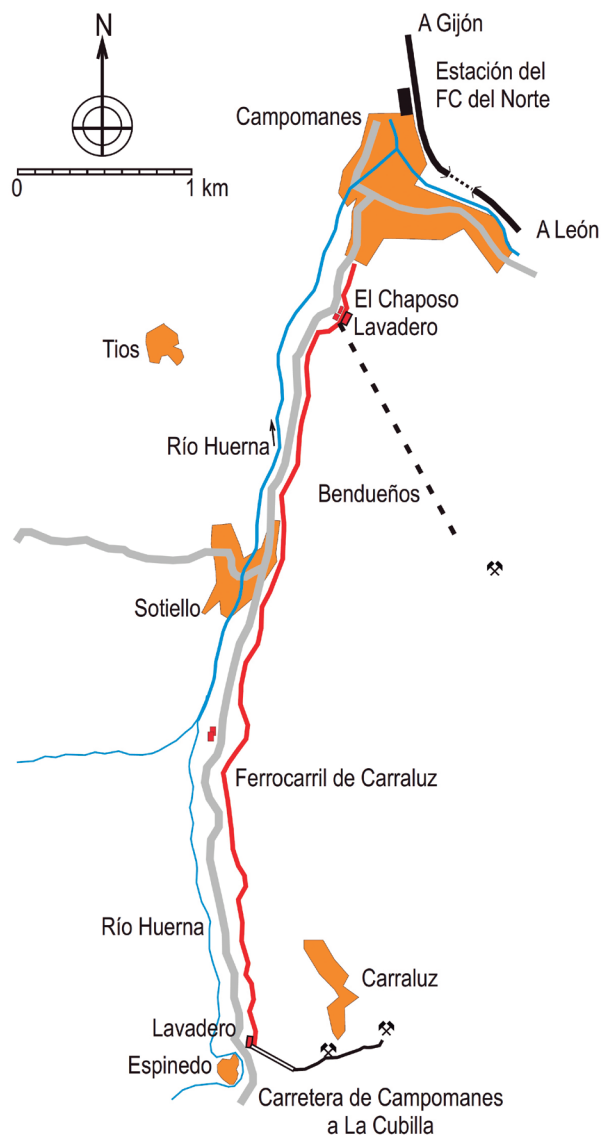 N
A Gijón
Estación del
FC del Norte
Campomanes
0 1 km
A León
El Chaposo
Lavadero
Tios
Río Huerna
Bendueños
Sotiello
Ferrocarril de Carraluz
Río Huerna
Carraluz
Lavadero
Espinedo
Carretera de Campomanes
a La Cubilla